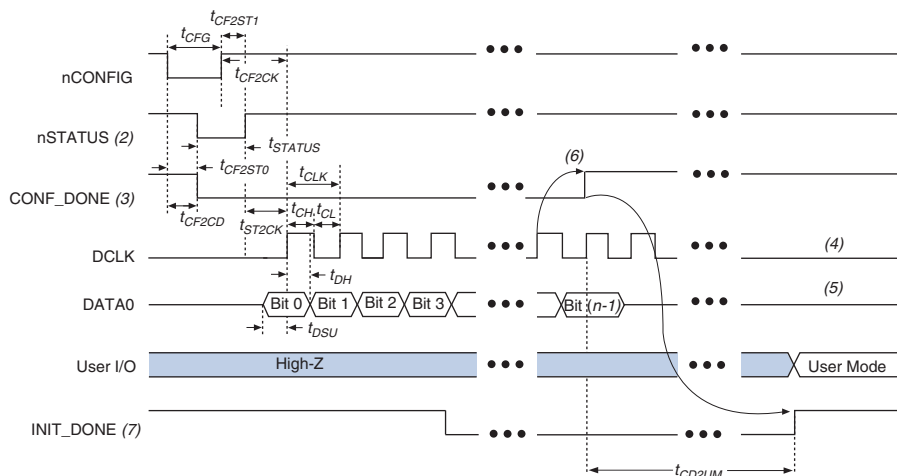 tCF2ST1
tCFG
nCONFIG
tCF2CK
nSTATUS (2)
tSTATUS
tCF2ST0
tCLK
(6)
CONF_DONE (3)
tCF2CD
tST2CK
tCH
tCL
DCLK
(4)
tDH
DATA0
Bit 0
Bit 1
Bit 2
Bit 3
Bit (n-1)
(5)
tDSU
User I/O
High-Z
User Mode
INIT_DONE (7)
tCD2UM